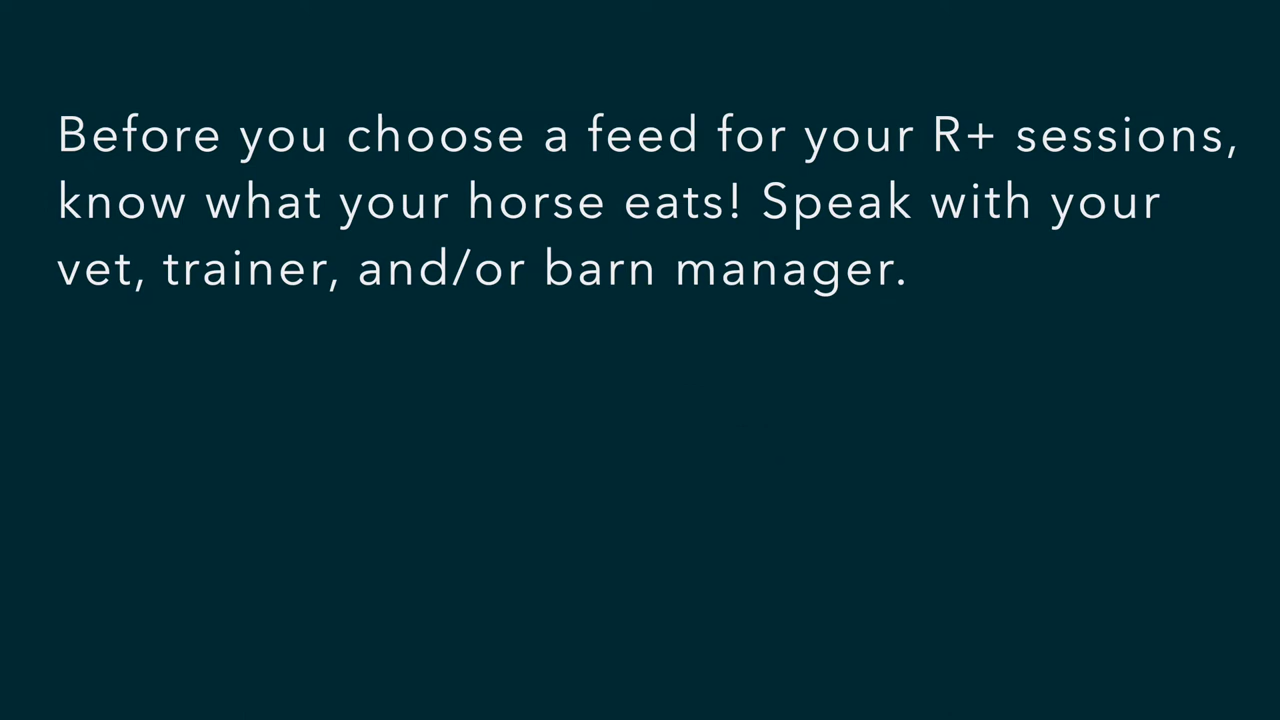 Before you choose a feed for your R+ sessions,
know what your horse eats! Speak with your
vet, trainer, and/or barn manager.